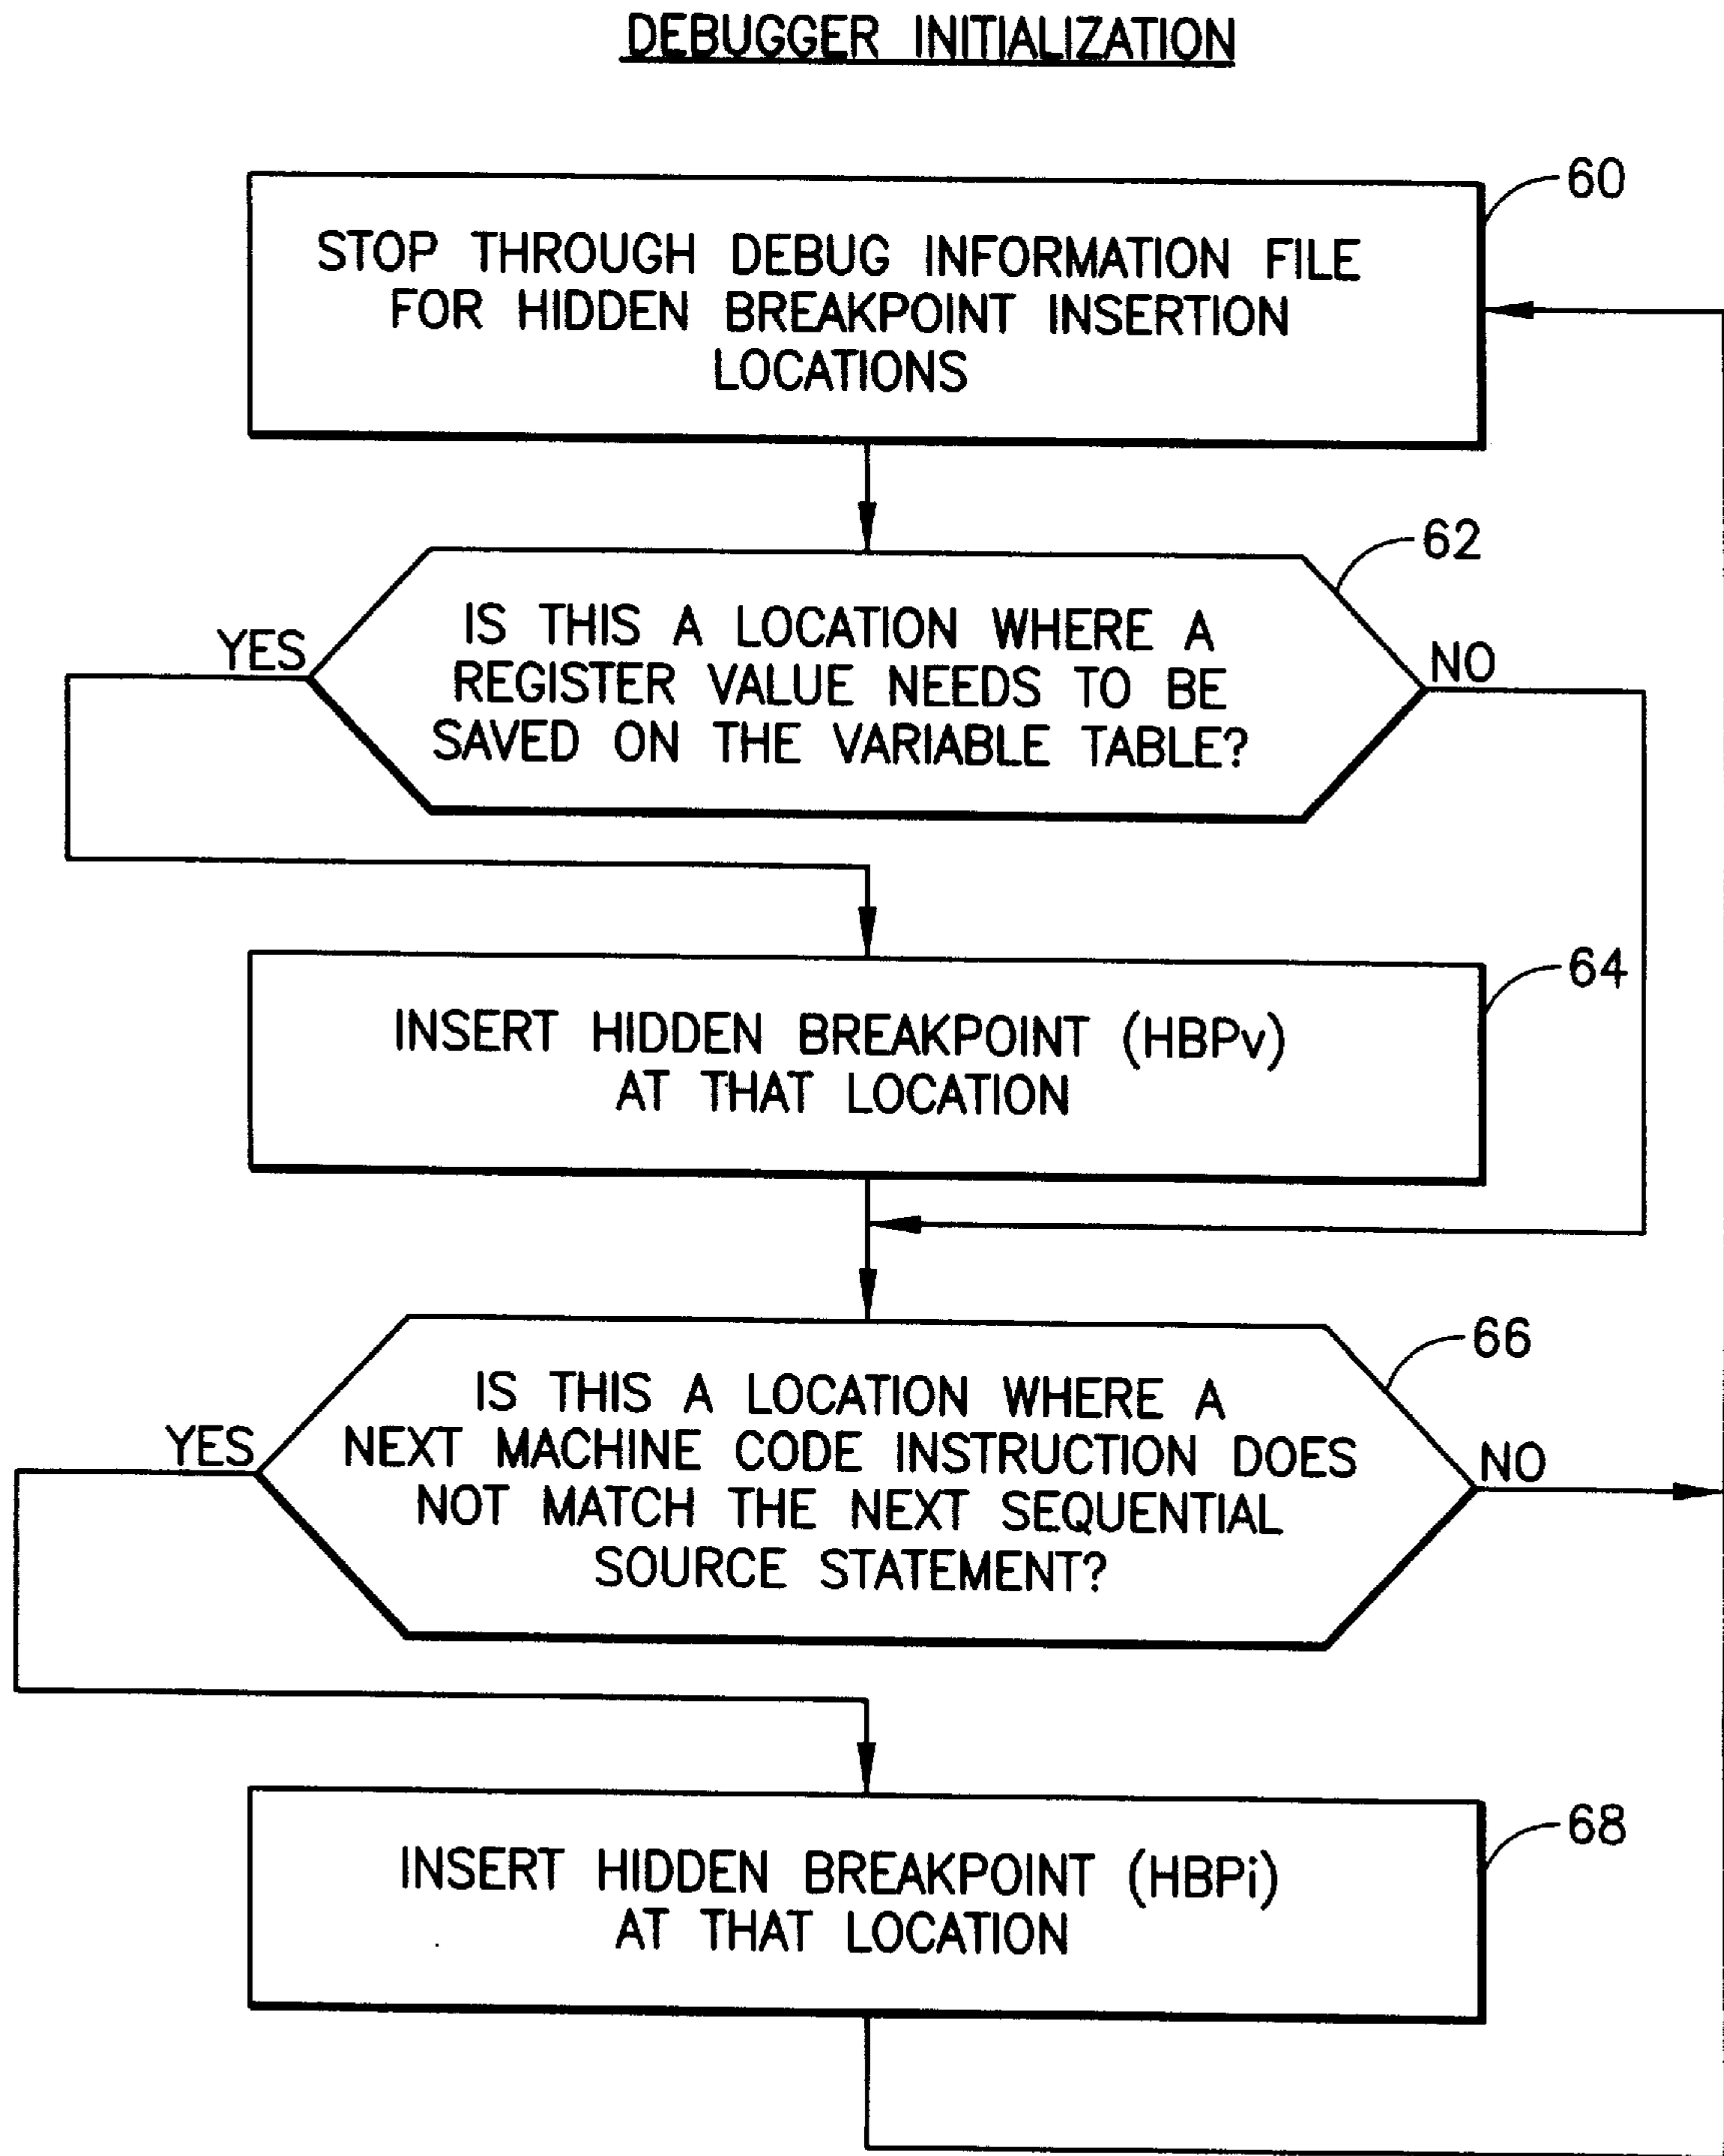 DEBUGGER INITIALIZATION
60
STOP THROUGH DEBUG INFORMATION FILE
FOR HIDDEN BREAKPOINT INSERTION
LOCATIONS
62
YES
IS THIS A LOCATION WHERE A
REGISTER VALUE NEEDS TO BE
SAVED ON THE VARIABLE TABLE?
NO
64
INSERT HIDDEN BREAKPOINT (HBPv)
AT THAT LOCATION
66
YES
IS THIS A LOCATION WHERE A
NEXT MACHINE CODE INSTRUCTION DOES
NOT MATCH THE NEXT SEQUENTIAL
SOURCE STATEMENT?
NO
68
INSERT HIDDEN BREAKPOINT (HBPi)
AT THAT LOCATION